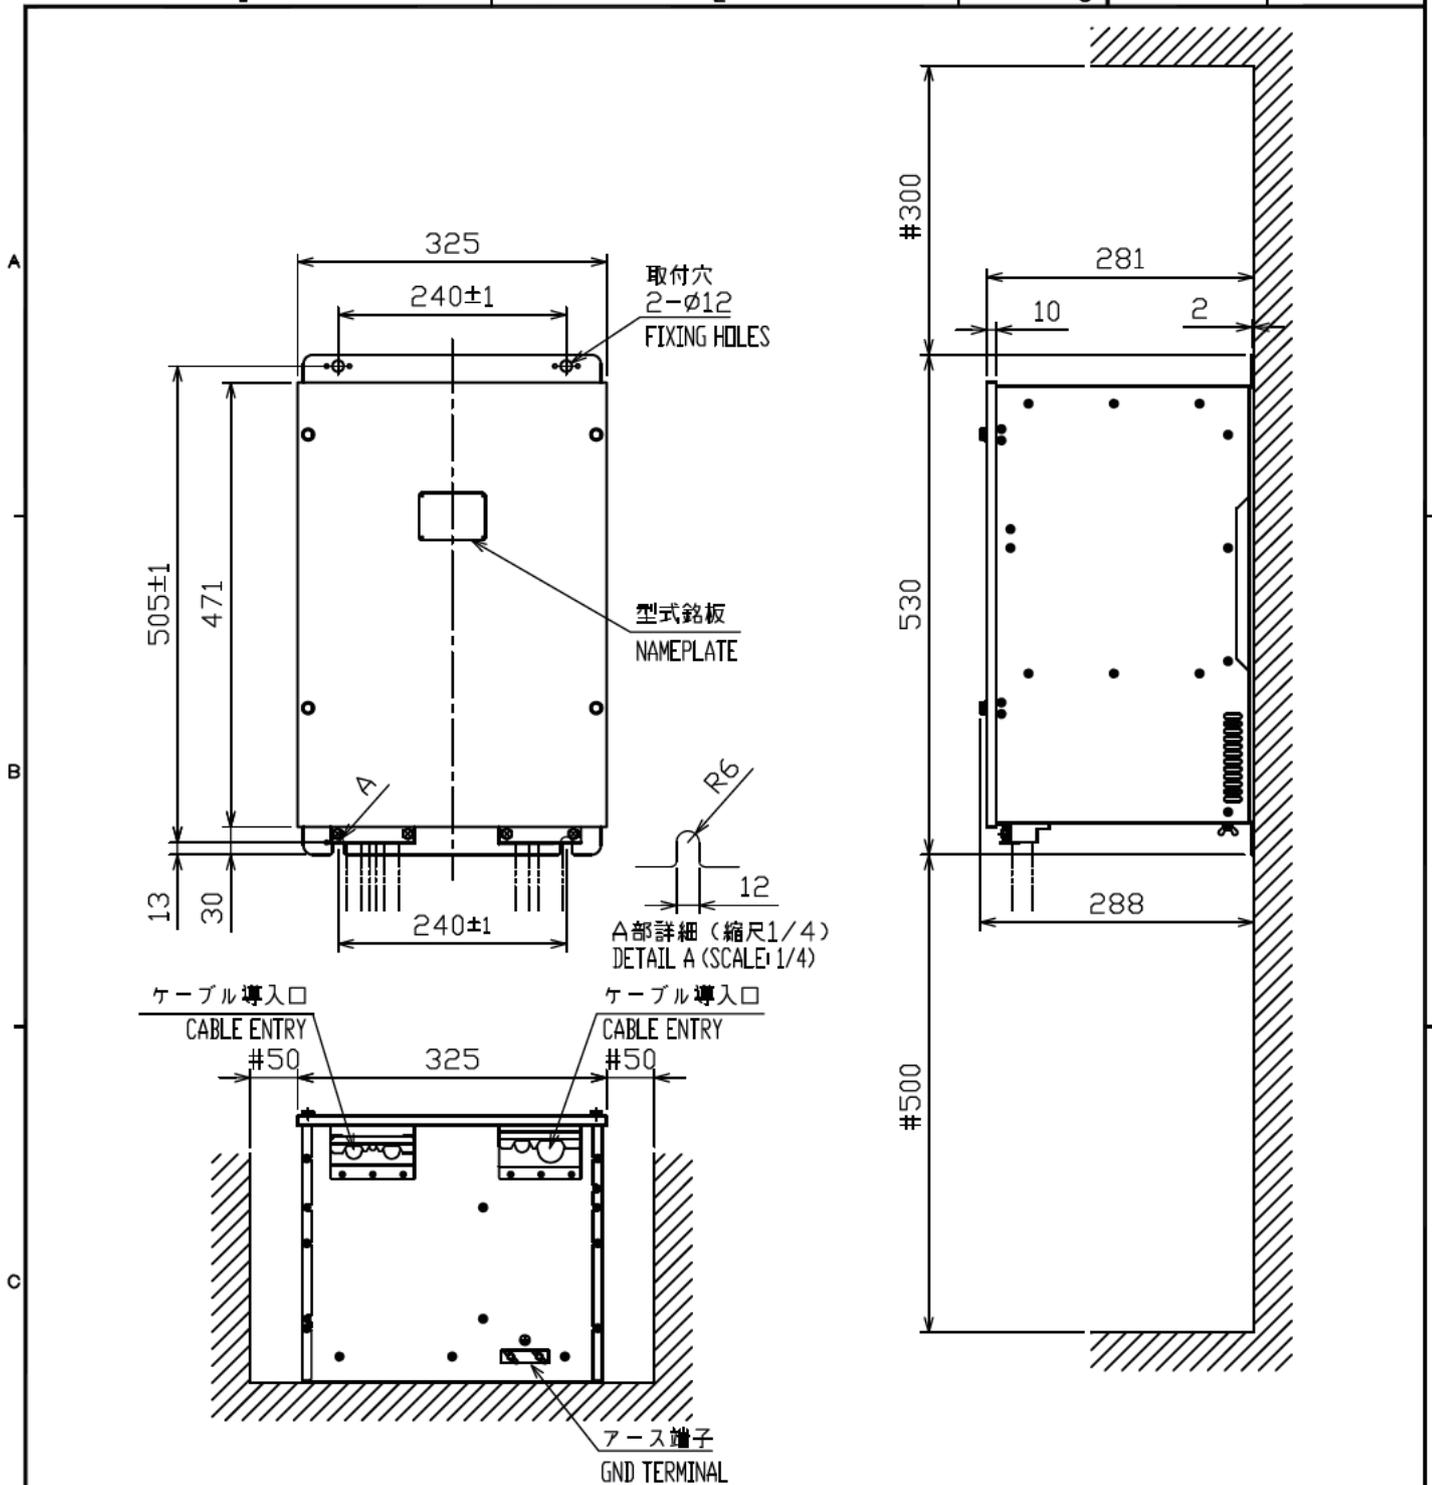 #300
325
281
取付穴
240±1
2-ø12
10
2
FIXING HOLES
A
505±1
471
530
型式銘板
NAMEPLATE
B
A
R6
13
30
240±1
12
288
A部詳細（縮尺1/4）
DETAIL A (SCALE:1/4)
ケーブル導入口
CABLE ENTRY
ケーブル導入口
CABLE ENTRY
#50
325
#50
#500
C
アース端子
GND TERMINAL